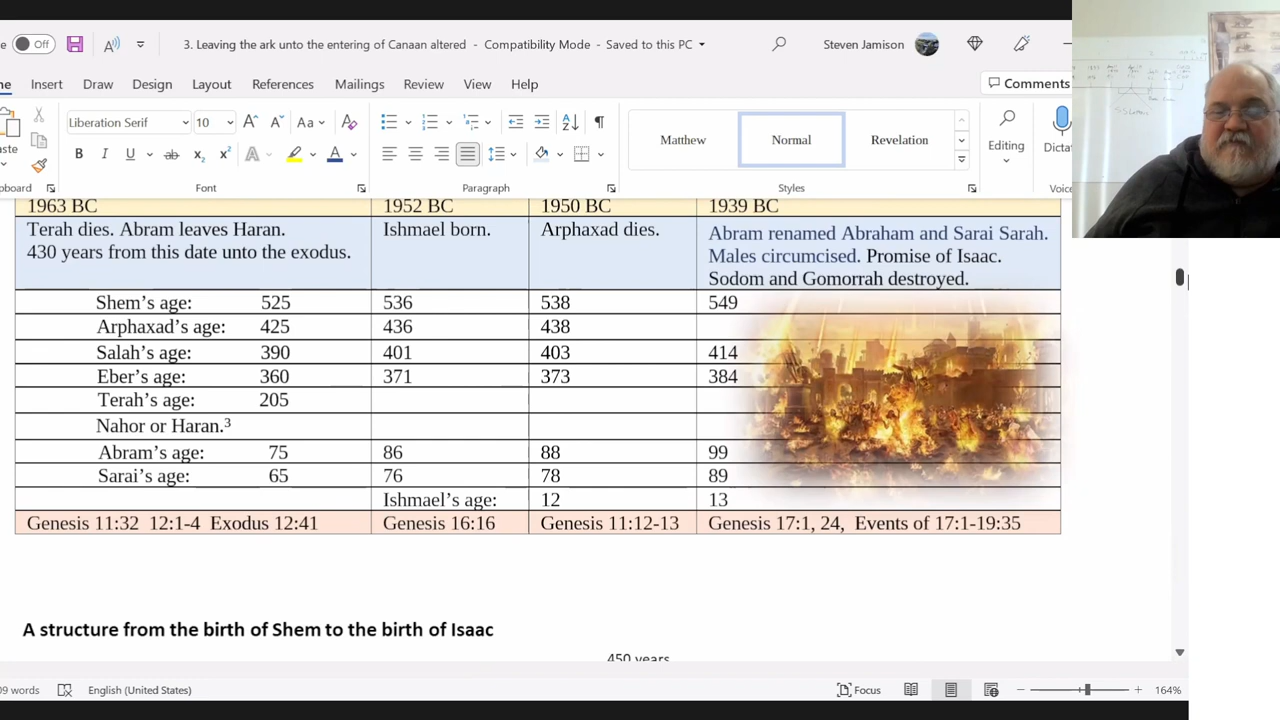 Off
3. Leaving the ark unto the entering of Canaan altered - Compatibility Mode - Saved to this PC
Steven Jamison
Insert Draw Design Layout References Mailings Review View Help
Comments
Liberation Serif 10
Matthew Normal Revelation
Editing
Font Paragraph Styles
1963 BC 1952 BC 1950 BC 1939 BC
Terah dies. Abram leaves Haran. Ishmael born. Arphaxad dies. Abram renamed Abraham and Sarai Sarah.
430 years from this date unto the exodus. Males circumcised. Promise of Isaac.
Sodom and Gomorrah destroyed.
Shem's age: 525 536 538 549
Arphaxad's age: 425 436 438
Salah's age: 390 401 403 414
Eber's age: 360 371 373 384
Terah's age: 205
Nahor or Haran.³
Abram's age: 75 86 88 99
Sarai's age: 65 76 78 89
Ishmael's age: 12 13
Genesis 11:32 12:1-4 Exodus 12:41 Genesis 16:16 Genesis 11:12-13 Genesis 17:1, 24, Events of 17:1-19:35
A structure from the birth of Shem to the birth of Isaac
450 years
words English (United States) Focus 164%